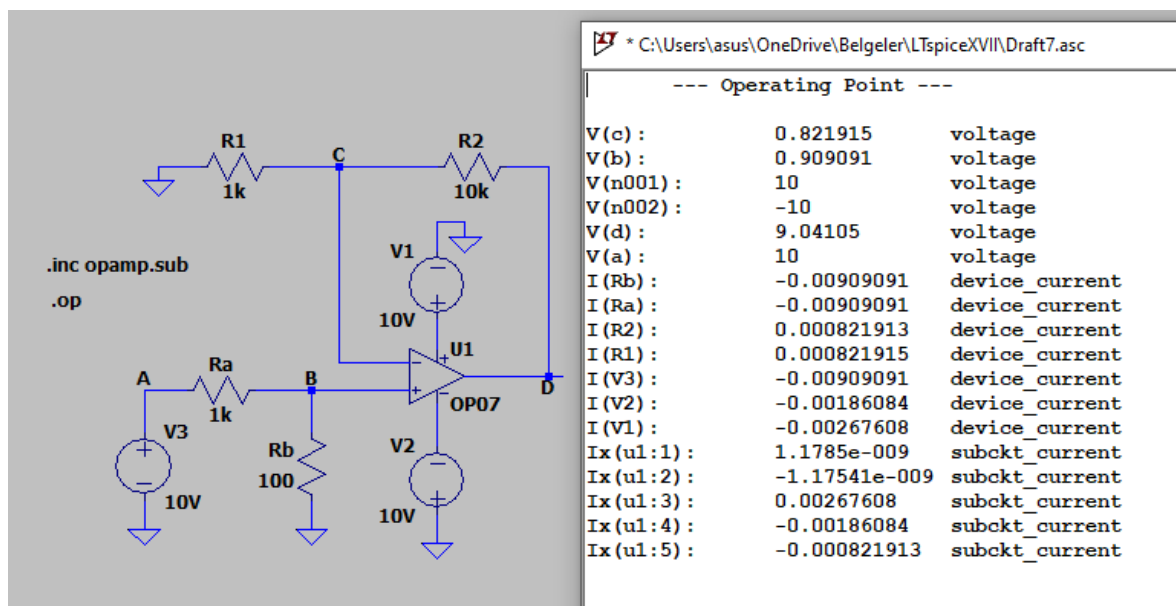 R1
C
R2
1k
10k
V1
.inc opamp.sub
.op
10V
U1
A
Ra
B
D
1k
OP07
V3
Rb
V2
100
10V
10V
* C:\Users\asus\OneDrive\Belgeler\LTspiceXVII\Draft7.asc
--- Operating Point ---
V(c): 0.821915 voltage
V(b): 0.909091 voltage
V(n001): 10 voltage
V(n002): -10 voltage
V(d): 9.04105 voltage
V(a): 10 voltage
I(Rb): -0.00909091 device_current
I(Ra): -0.00909091 device_current
I(R2): 0.000821913 device_current
I(R1): 0.000821915 device_current
I(V3): -0.00909091 device_current
I(V2): -0.00186084 device_current
I(V1): -0.00267608 device_current
Ix(u1:1): 1.1785e-009 subckt_current
Ix(u1:2): -1.17541e-009 subckt_current
Ix(u1:3): 0.00267608 subckt_current
Ix(u1:4): -0.00186084 subckt_current
Ix(u1:5): -0.000821913 subckt_current